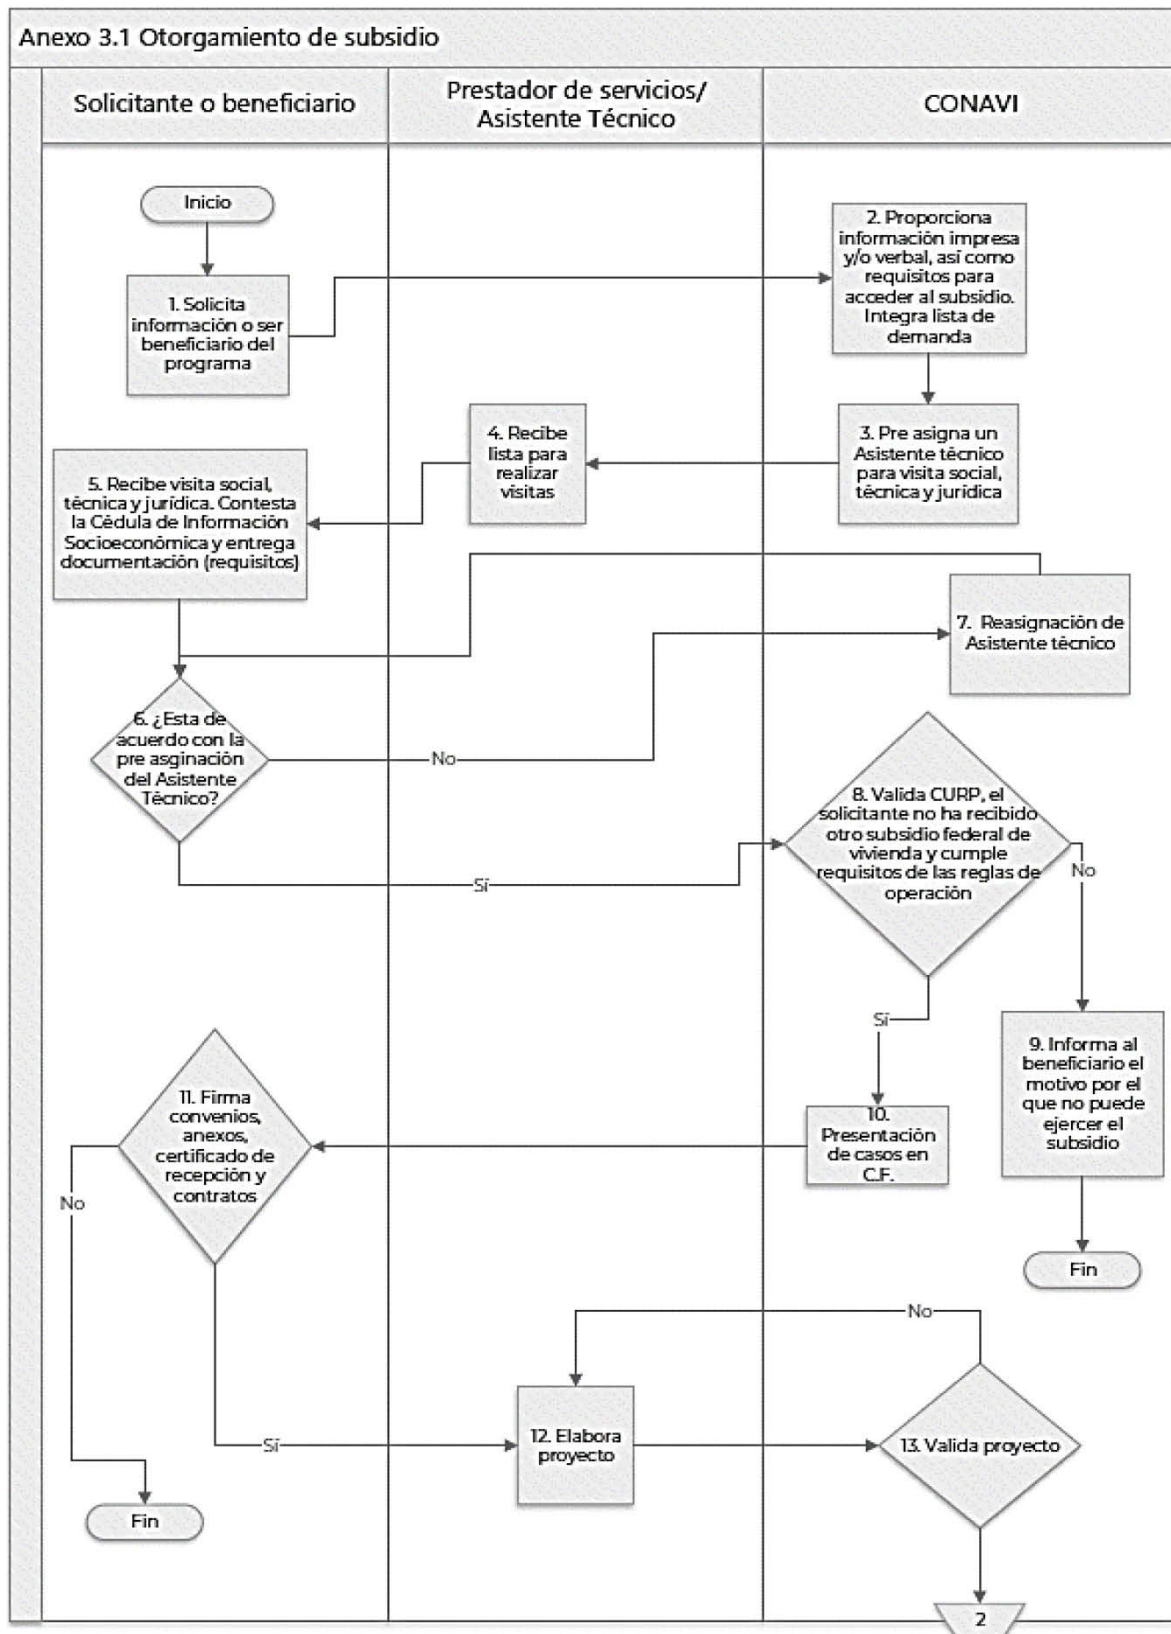 Anexo 3.1 Otorgamiento de subsidio
Solicitante o beneficiario
Prestador de servicios/
Asistente Técnico
CONAVI
Inicio
1. Solicita
información o ser
beneficiario del
programa
2. Proporciona
información impresa
y/o verbal, así como
requisitos para
acceder al subsidio.
Integra lista de
demanda
3. Pre asigna un
Asistente técnico
para visita social,
técnica y jurídica
4. Recibe
lista para
realizar
visitas
5. Recibe visita social,
técnica y jurídica. Contesta
la Cédula de Información
Socioeconómica y entrega
documentación (requisitos)
6. ¿Esta de
acuerdo con la
pre asginación
del Asistente
Técnico?
No
7. Reasignación de
Asistente técnico
Sí
8. Valida CURP, el
solicitante no ha recibido
otro subsidio federal de
vivienda y cumple
requisitos de las reglas de
operación
No
Sí
9. Informa al
beneficiario el
motivo por el
que no puede
ejercer el
subsidio
Fin
10.
Presentación
de casos en
C.F.
11. Firma
convenios,
anexos,
certificado de
recepción y
contratos
No
Fin
Sí
12. Elabora
proyecto
No
13. Valida proyecto
2